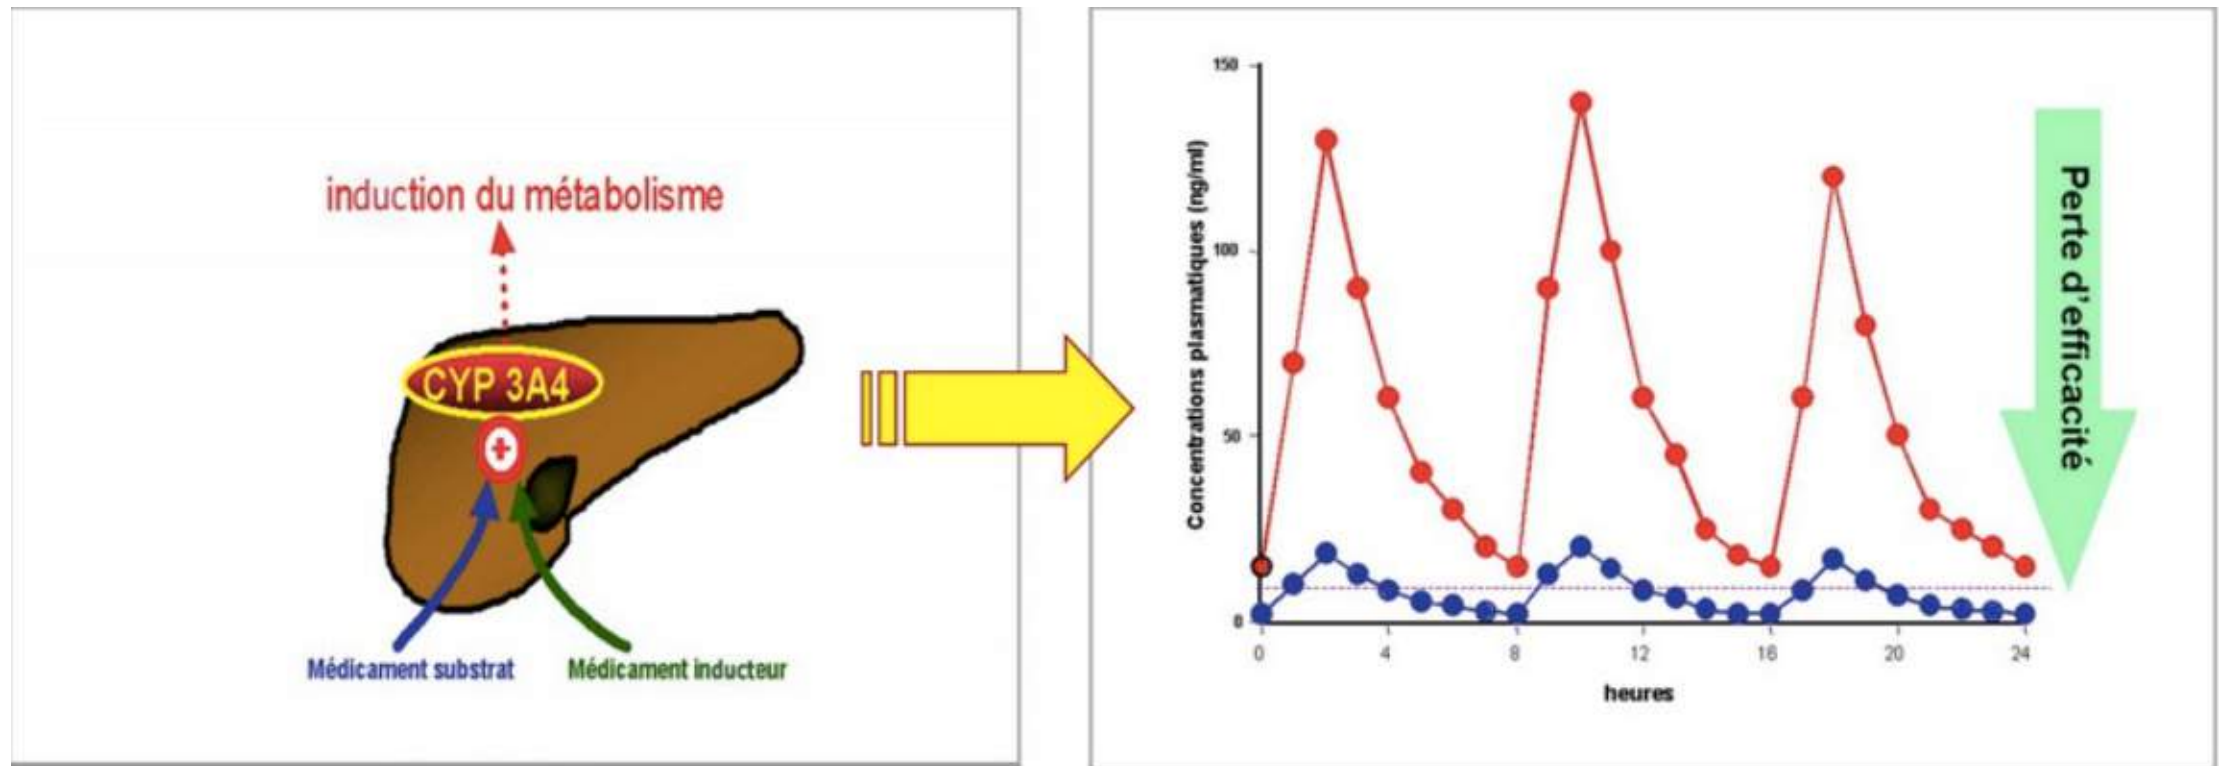 induction du métabolisme
CYP 3A4
+
Médicament substrat
Médicament inducteur
Concentrations plasmatiques (ng/ml)
150
100
50
0
0 4 8 12 16 20 24
heures
Perte d'efficacité